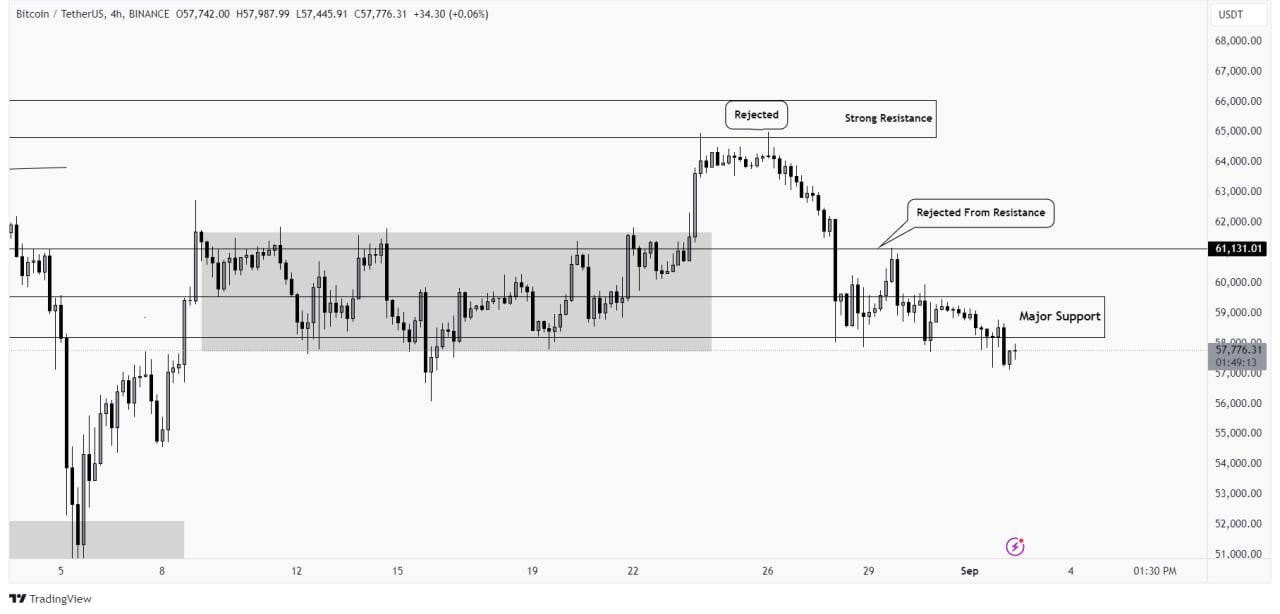 Bitcoin / TetherUS, 4h, BINANCE O57,742.00 H57,987.99 L57,445.91 C57,776.31 +34.30 (+0.06%)
USDT
68,000.00
67,000.00
66,000.00
Rejected
Strong Resistance
65,000.00
64,000.00
63,000.00
Rejected From Resistance
62,000.00
61,131.01
60,000.00
59,000.00
Major Support
58,000.00
57,776.31
01:49:13
57,000.00
56,000.00
55,000.00
54,000.00
53,000.00
52,000.00
51,000.00
5 8 12 15 19 22 26 29 Sep 4 01:30 PM
TradingView